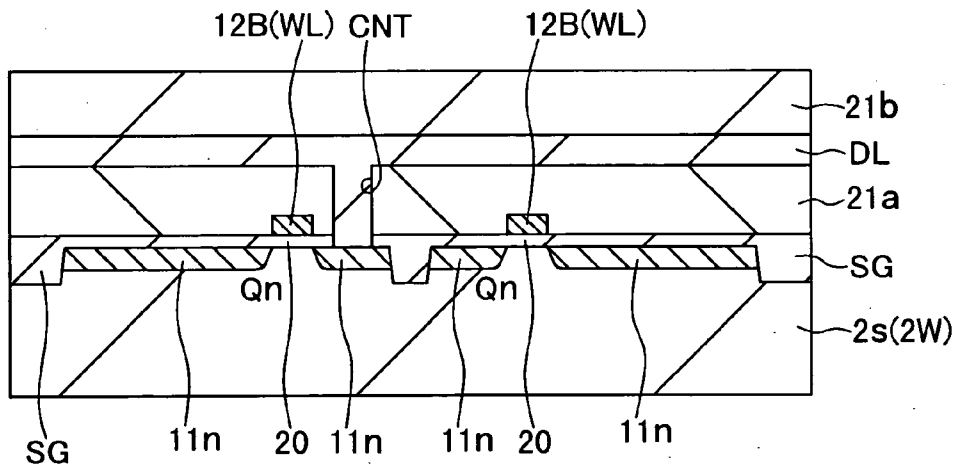 12B(WL) CNT 12B(WL)
21b
DL
21a
SG
Qn Qn
2s(2W)
SG 11n 20 11n 11n 20 11n